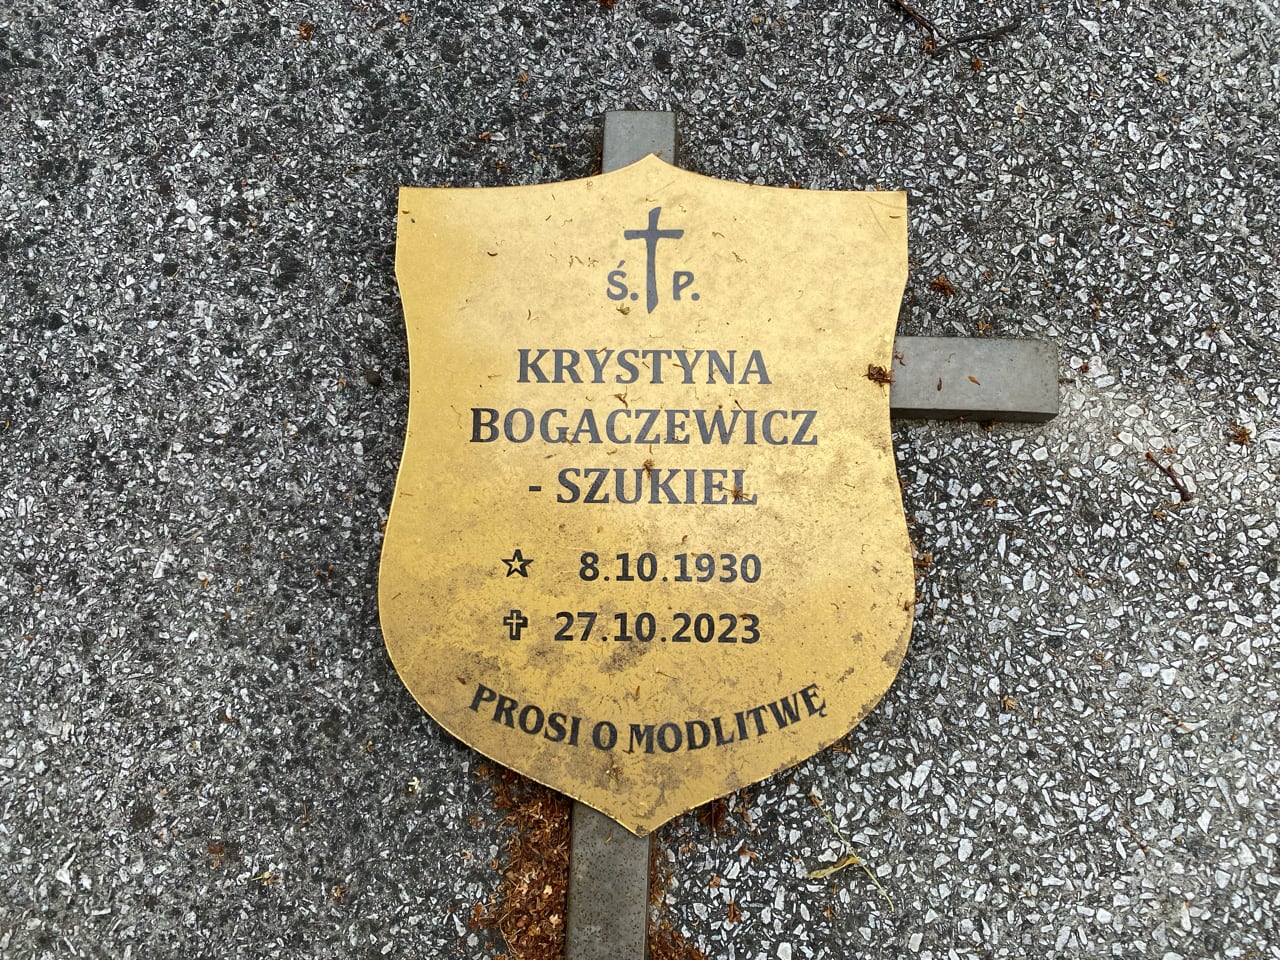 Ś. P.
KRYSTYNA
BOGACZEWICZ
- SZUKIEL
8.10.1930
27.10.2023
PROSI O MODLITWĘ